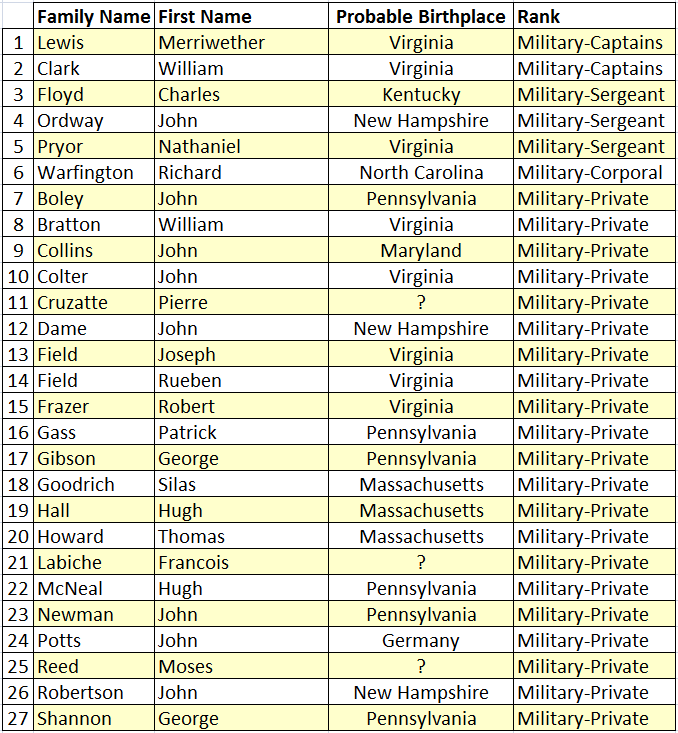 Family Name First Name Probable Birthplace Rank
1 Lewis Merriwether Virginia Military-Captains
2 Clark William Virginia Military-Captains
3 Floyd Charles Kentucky Military-Sergeant
4 Ordway John New Hampshire Military-Sergeant
5 Pryor Nathaniel Virginia Military-Sergeant
6 Warfington Richard North Carolina Military-Corporal
7 Boley John Pennsylvania Military-Private
8 Bratton William Virginia Military-Private
9 Collins John Maryland Military-Private
10 Colter John Virginia Military-Private
11 Cruzatte Pierre ? Military-Private
12 Dame John New Hampshire Military-Private
13 Field Joseph Virginia Military-Private
14 Field Rueben Virginia Military-Private
15 Frazer Robert Virginia Military-Private
16 Gass Patrick Pennsylvania Military-Private
17 Gibson George Pennsylvania Military-Private
18 Goodrich Silas Massachusetts Military-Private
19 Hall Hugh Massachusetts Military-Private
20 Howard Thomas Massachusetts Military-Private
21 Labiche Francois ? Military-Private
22 McNeal Hugh Pennsylvania Military-Private
23 Newman John Pennsylvania Military-Private
24 Potts John Germany Military-Private
25 Reed Moses ? Military-Private
26 Robertson John New Hampshire Military-Private
27 Shannon George Pennsylvania Military-Private